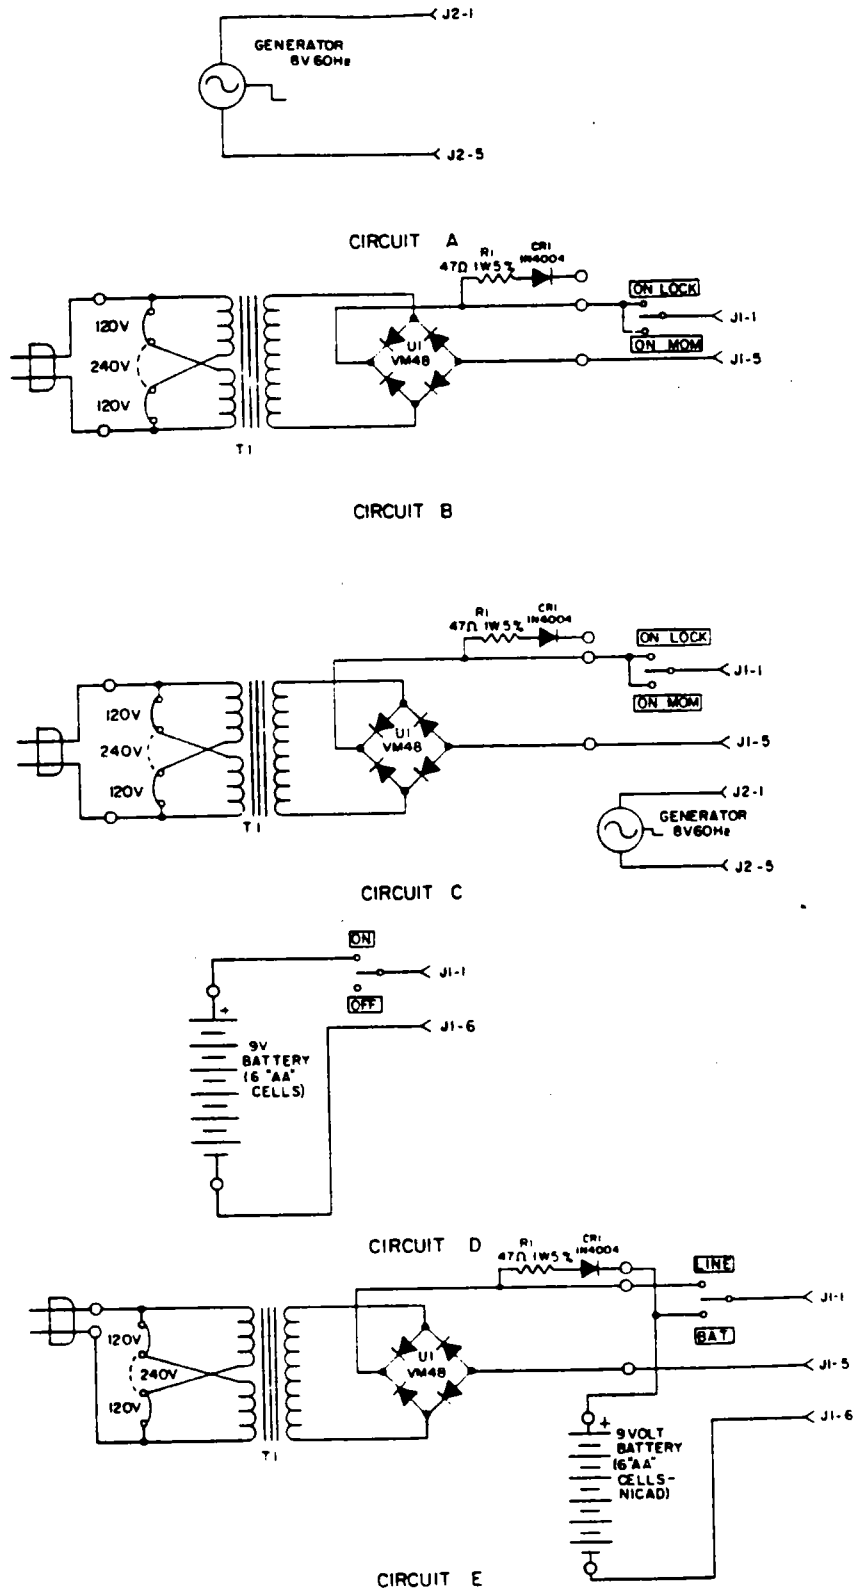 J2-1
GENERATOR
8V 60Hz
J2-5
CIRCUIT A
R1
47Ω 1W 5%
CR1
1N4004
ON LOCK
J1-1
ON MOM
J1-5
120V
240V
120V
U1
VM48
T1
CIRCUIT B
R1
47Ω 1W 5%
CR1
1N4004
ON LOCK
J1-1
ON MOM
J1-5
120V
240V
120V
U1
VM48
T1
J2-1
GENERATOR
8V 60Hz
J2-5
CIRCUIT C
ON
J1-1
OFF
J1-6
+
9V
BATTERY
(6 "AA"
CELLS)
CIRCUIT D
R1
47Ω 1W 5%
CR1
1N4004
LINE
J1-1
BAT
J1-5
120V
240V
120V
U1
VM48
T1
J1-6
+
9 VOLT
BATTERY
(6 "AA"
CELLS-
NICAD)
CIRCUIT E